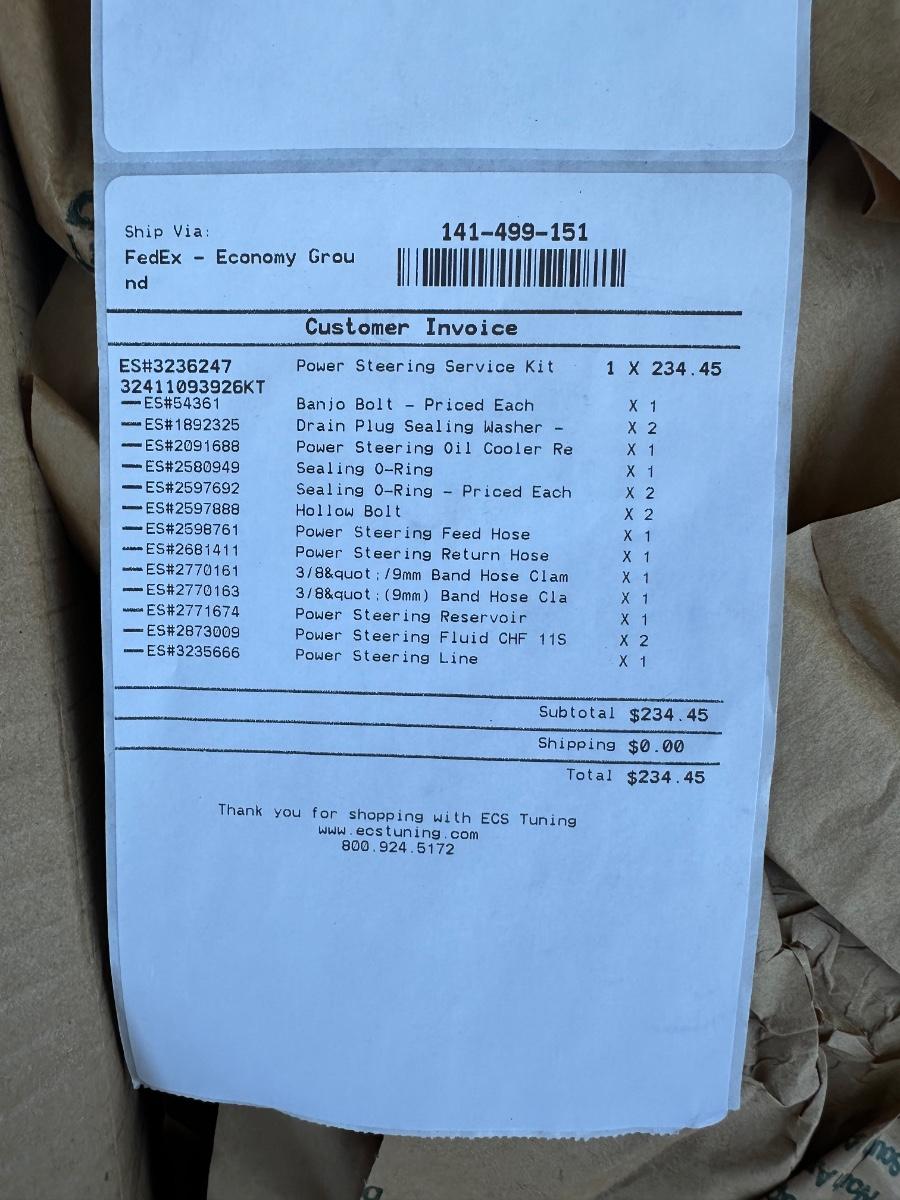 Ship Via:
141-499-151
FedEx - Economy Grou
nd
Customer Invoice
ES#3236247 Power Steering Service Kit 1 X 234.45
32411093926KT
—ES#54361 Banjo Bolt - Priced Each X 1
—ES#1892325 Drain Plug Sealing Washer - X 2
—ES#2091688 Power Steering Oil Cooler Re X 1
—ES#2580949 Sealing O-Ring X 1
—ES#2597692 Sealing O-Ring - Priced Each X 2
—ES#2597888 Hollow Bolt X 2
—ES#2598761 Power Steering Feed Hose X 1
—ES#2681411 Power Steering Return Hose X 1
—ES#2770161 3/8&quot;/9mm Band Hose Clam X 1
—ES#2770163 3/8&quot;(9mm) Band Hose Cla X 1
—ES#2771674 Power Steering Reservoir X 1
—ES#2873009 Power Steering Fluid CHF 11S X 2
—ES#3235666 Power Steering Line X 1
Subtotal $234.45
Shipping $0.00
Total $234.45
Thank you for shopping with ECS Tuning
www.ecstuning.com
800.924.5172